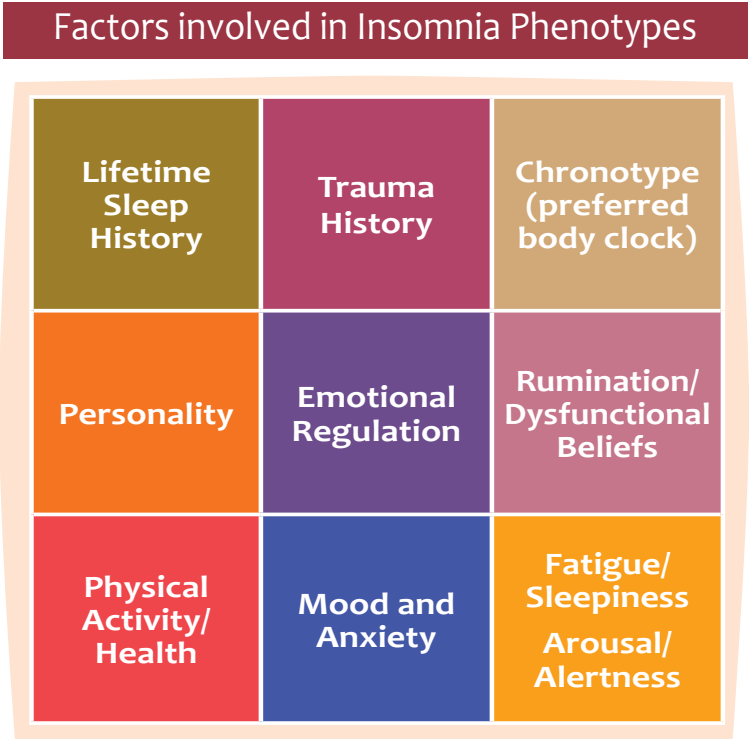 Factors involved in Insomnia Phenotypes
Lifetime
Sleep
History
Trauma
History
Chronotype
(preferred
body clock)
Personality
Emotional
Regulation
Rumination/
Dysfunctional
Beliefs
Physical
Activity/
Health
Mood and
Anxiety
Fatigue/
Sleepiness
Arousal/
Alertness